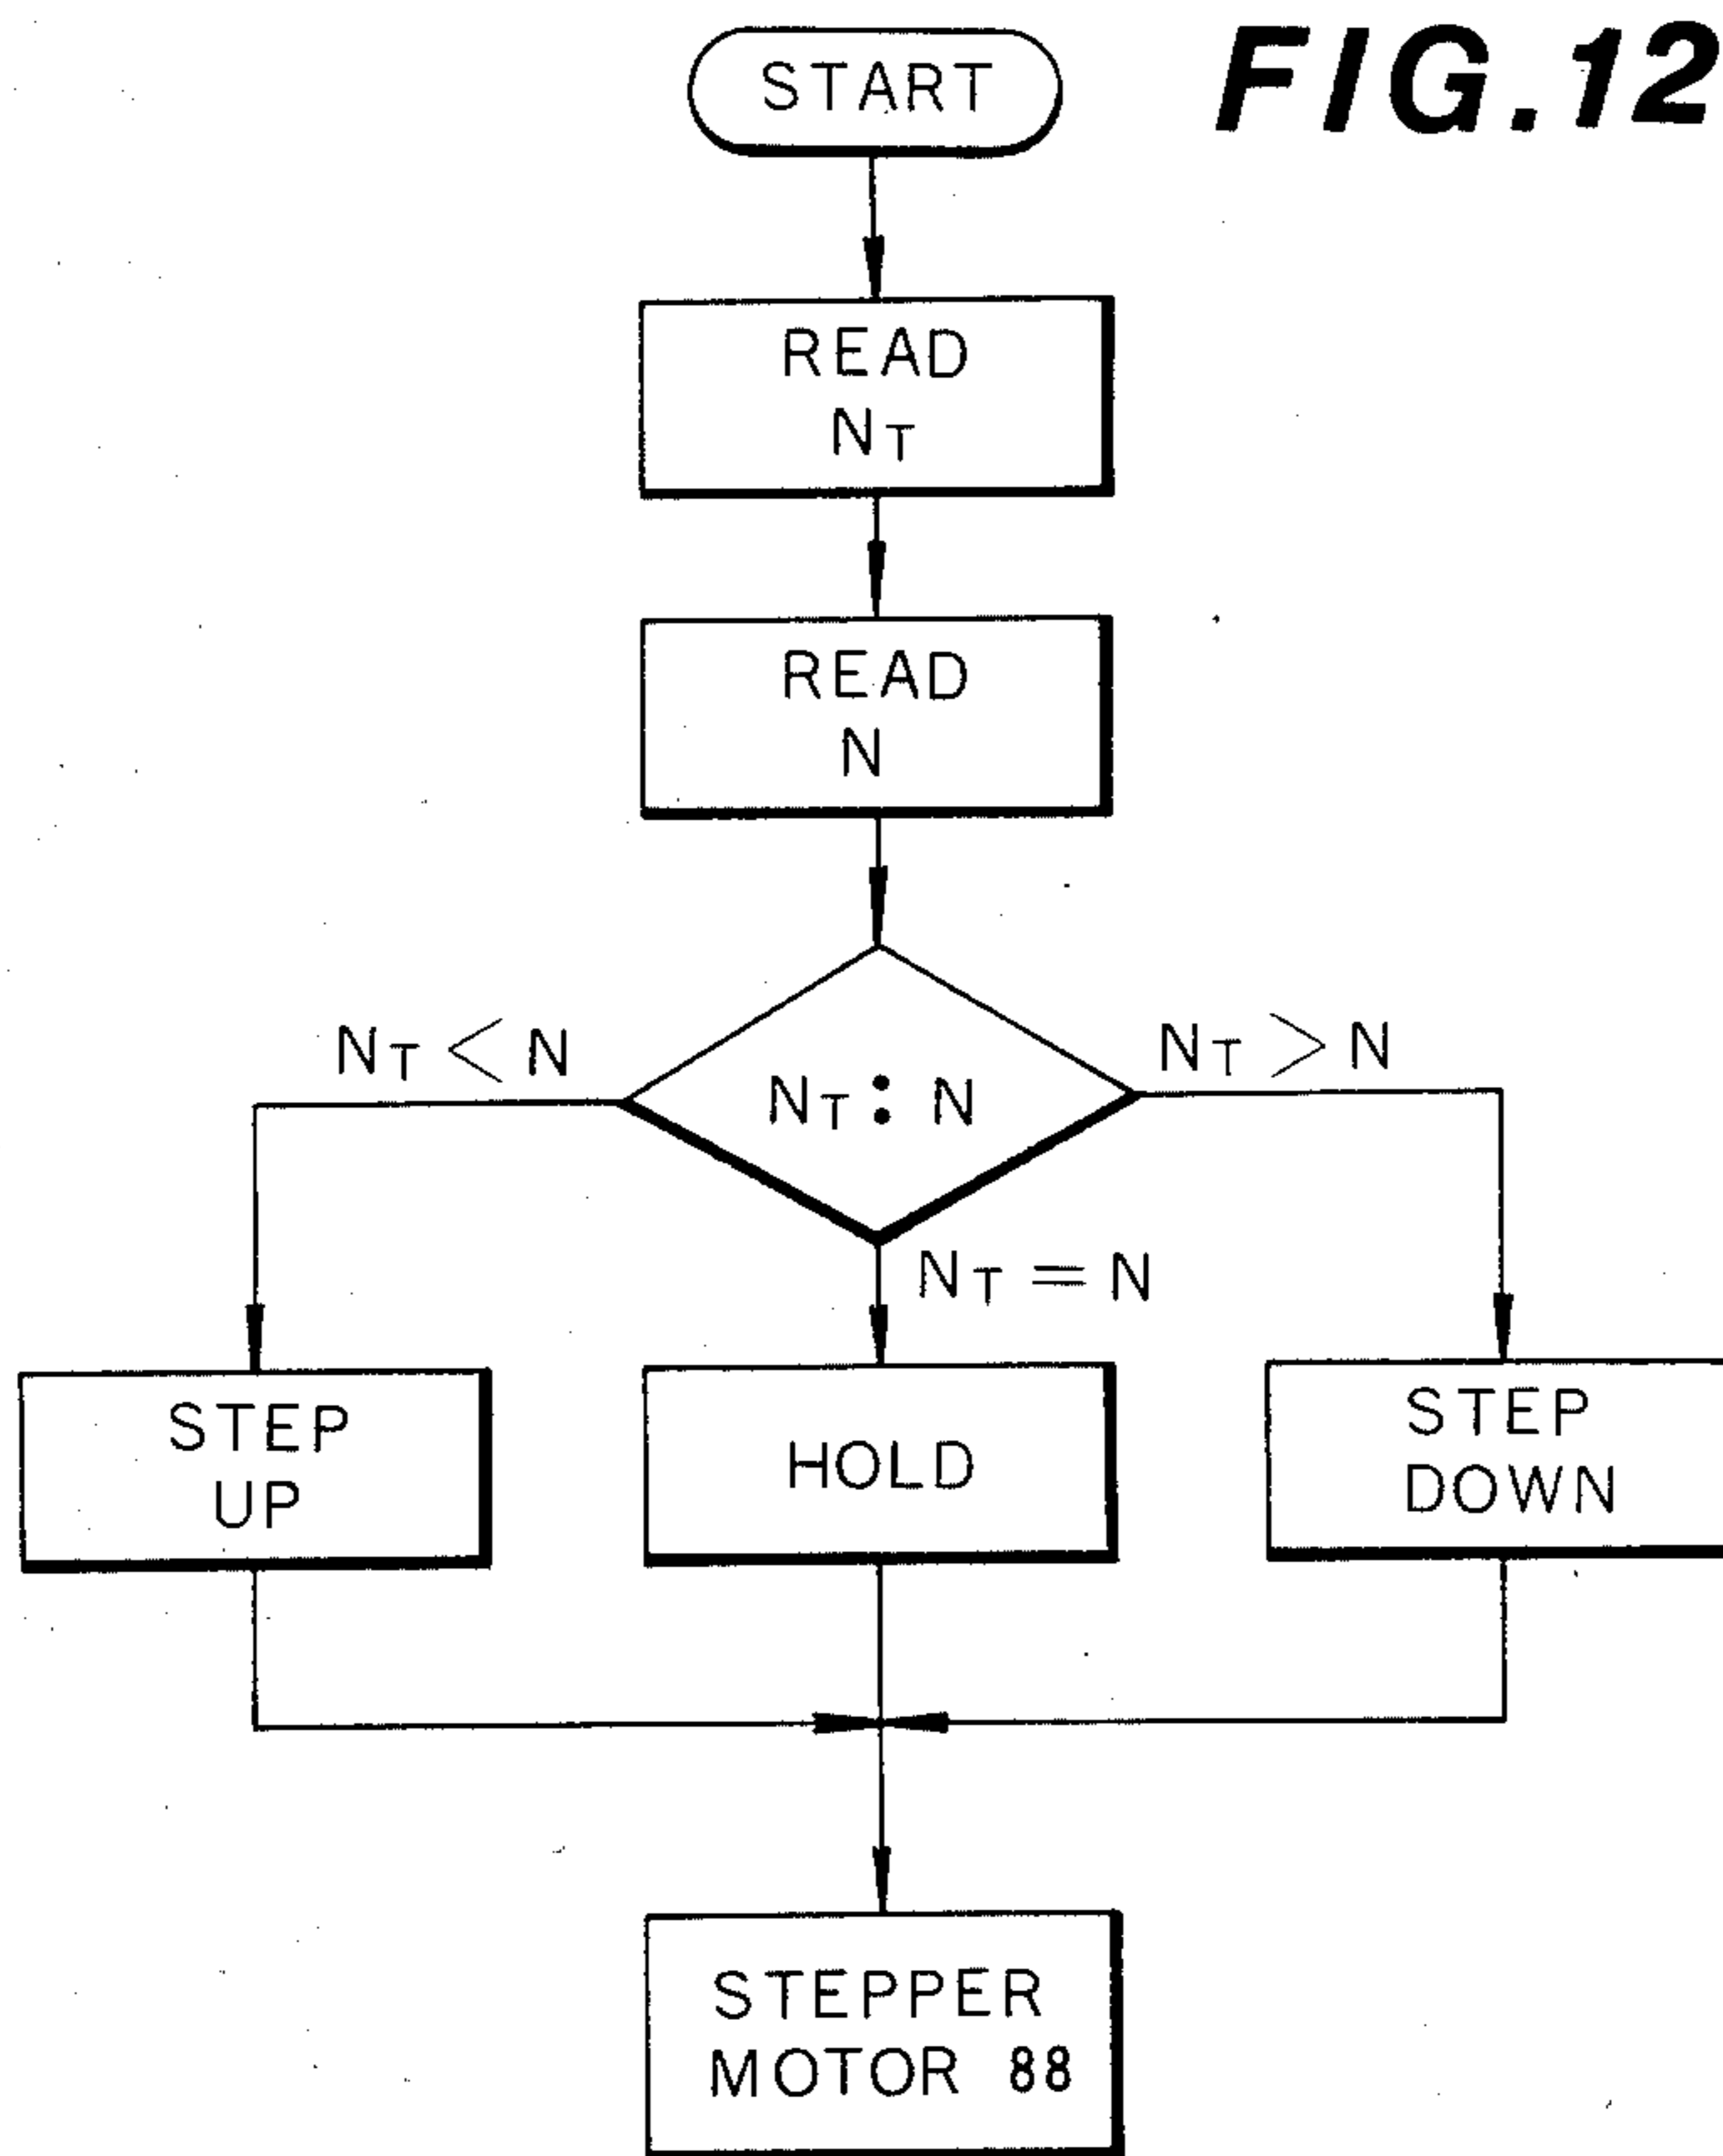 FIG.12
START
READ
NT
READ
N
NT < N
NT : N
NT > N
NT = N
STEP
UP
HOLD
STEP
DOWN
STEPPER
MOTOR 88